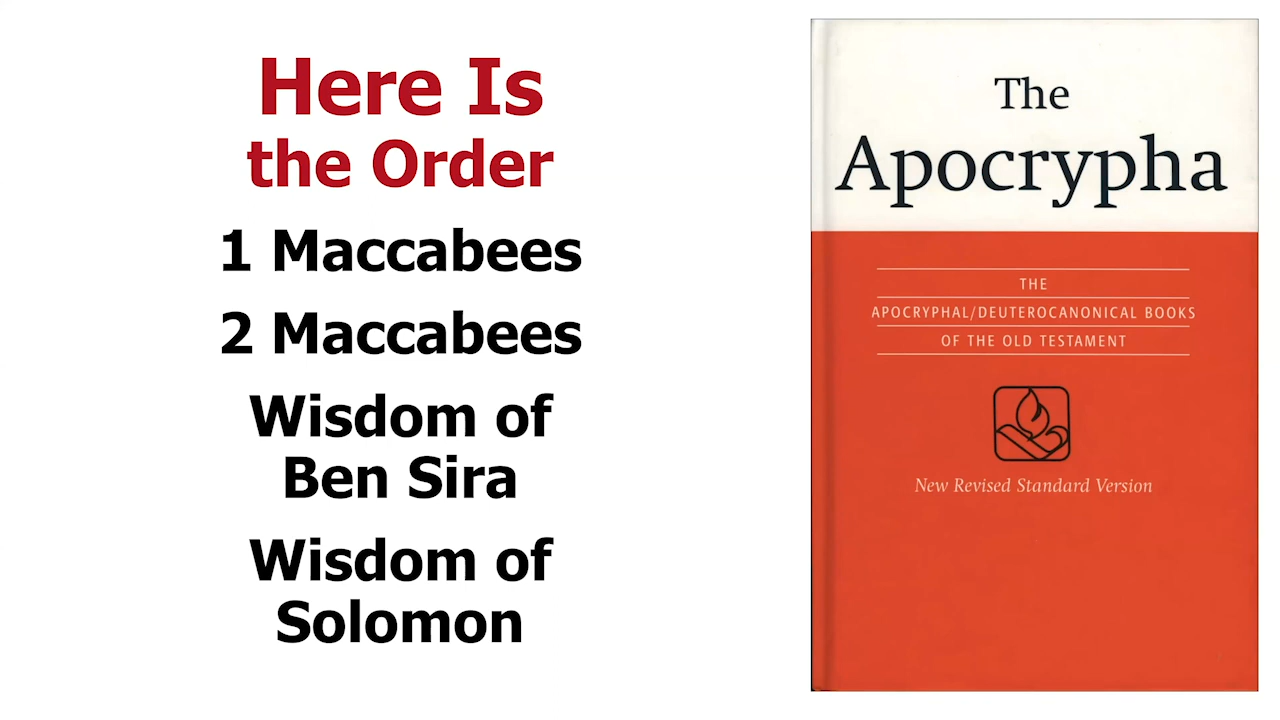 Here Is
the Order
1 Maccabees
2 Maccabees
Wisdom of
Ben Sira
Wisdom of
Solomon
The
Apocrypha
THE
APOCRYPHAL/DEUTEROCANONICAL BOOKS
OF THE OLD TESTAMENT
New Revised Standard Version